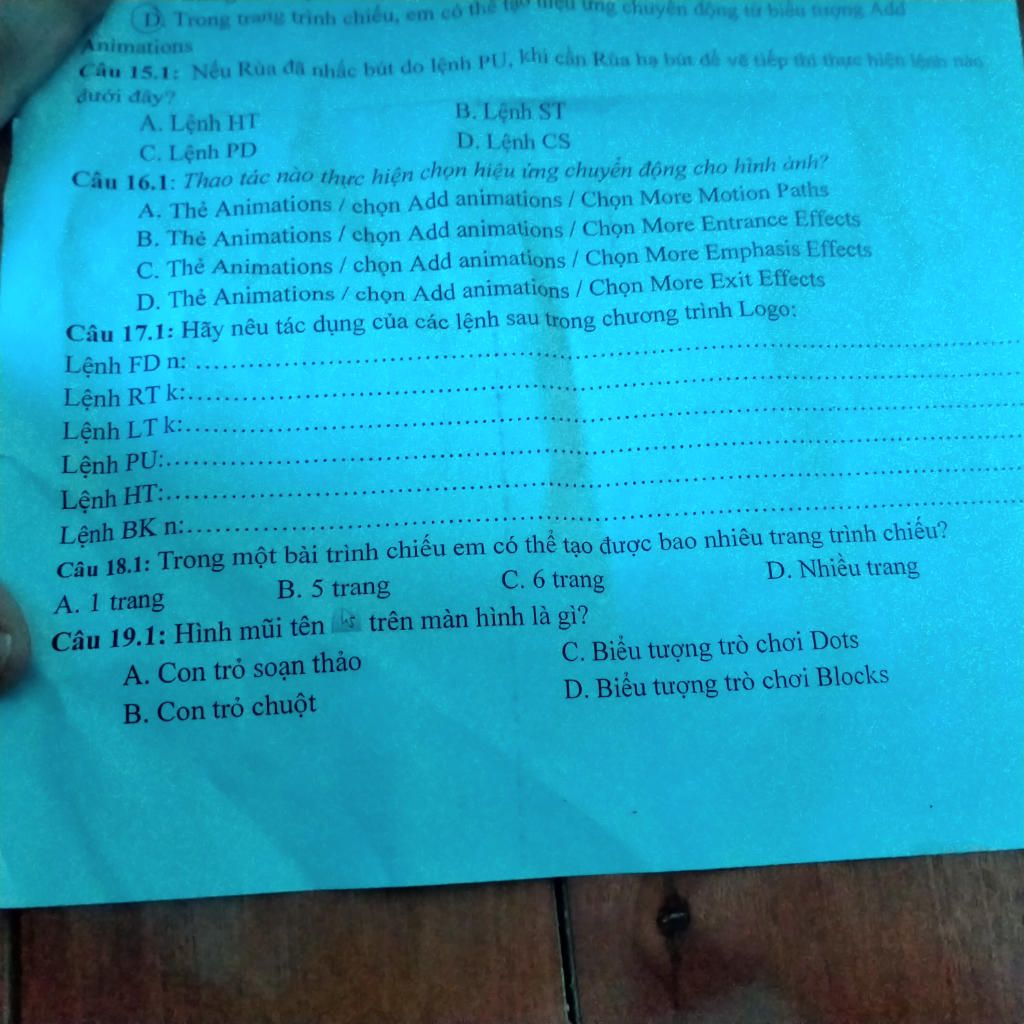 D. Trong trang trình chiếu, em có thể tạo hiệu ứng chuyển động từ biểu tượng Add
Animations
Câu 15.1: Nếu Rùa đã nhấc bút do lệnh PU, khi cần Rùa hạ bút để vẽ tiếp thì thực hiện lệnh nào
dưới đây?
A. Lệnh HT B. Lệnh ST
C. Lệnh PD D. Lệnh CS
Câu 16.1: Thao tác nào thực hiện chọn hiệu ứng chuyển động cho hình ảnh?
A. Thẻ Animations / chọn Add animations / Chọn More Motion Paths
B. Thẻ Animations / chọn Add animations / Chọn More Entrance Effects
C. Thẻ Animations / chọn Add animations / Chọn More Emphasis Effects
D. Thẻ Animations / chọn Add animations / Chọn More Exit Effects
Câu 17.1: Hãy nêu tác dụng của các lệnh sau trong chương trình Logo:
Lệnh FD n: ........................................................................
Lệnh RT k:........................................................................
Lệnh LT k:........................................................................
Lệnh PU:........................................................................
Lệnh HT:........................................................................
Lệnh BK n:........................................................................
Câu 18.1: Trong một bài trình chiếu em có thể tạo được bao nhiêu trang trình chiếu?
A. 1 trang B. 5 trang C. 6 trang D. Nhiều trang
Câu 19.1: Hình mũi tên trên màn hình là gì?
A. Con trỏ soạn thảo C. Biểu tượng trò chơi Dots
B. Con trỏ chuột D. Biểu tượng trò chơi Blocks